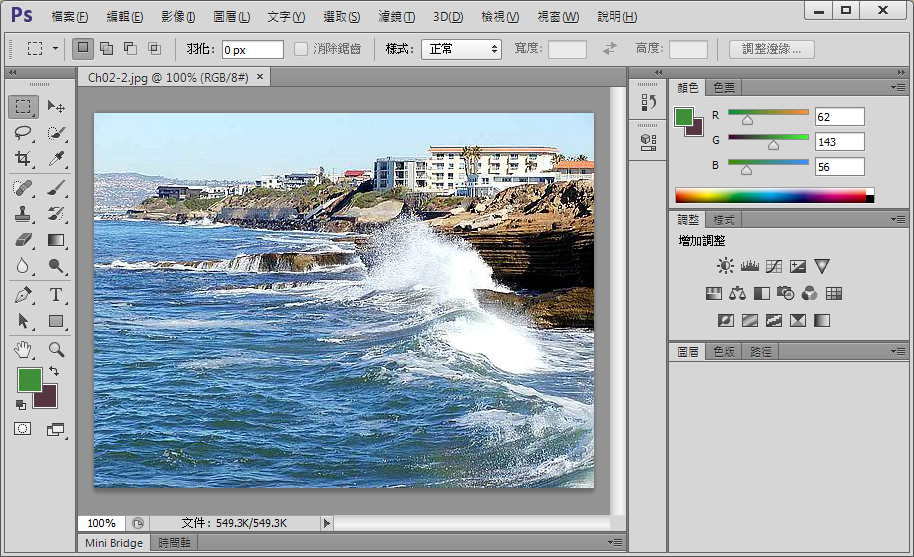 Ps 檔案(F) 編輯(E) 影像(I) 圖層(L) 文字(Y) 選取(S) 濾鏡(T) 3D(D) 檢視(V) 視窗(W) 說明(H)
羽化: 0 px 消除鋸齒 樣式: 正常 寬度: 高度: 調整邊緣...
Ch02-2.jpg @ 100% (RGB/8#) ×
顏色 色票
R 62
G 143
B 56
調整 樣式
增加調整
圖層 色版 路徑
T
100% 文件: 549.3K/549.3K
Mini Bridge 時間軸